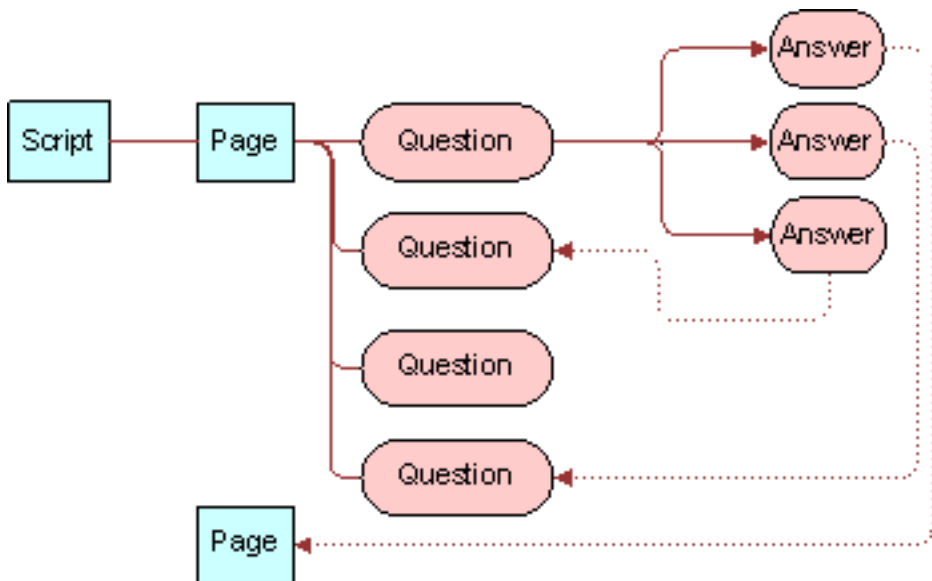 Answer
Script
Page
Question
Answer
Question
Answer
Question
Question
Page